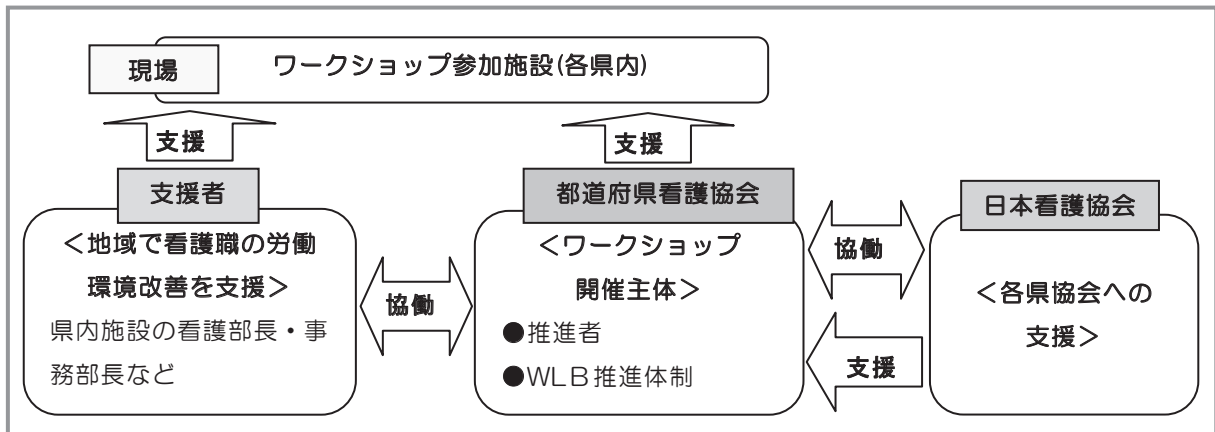 現場
ワークショップ参加施設(各県内)
支援
支援
支援者
<地域で看護職の労働
環境改善を支援>
県内施設の看護部長・事
務部長など
協働
都道府県看護協会
<ワークショップ
開催主体>
●推進者
●WLB推進体制
協働
支援
日本看護協会
<各県協会への
支援>